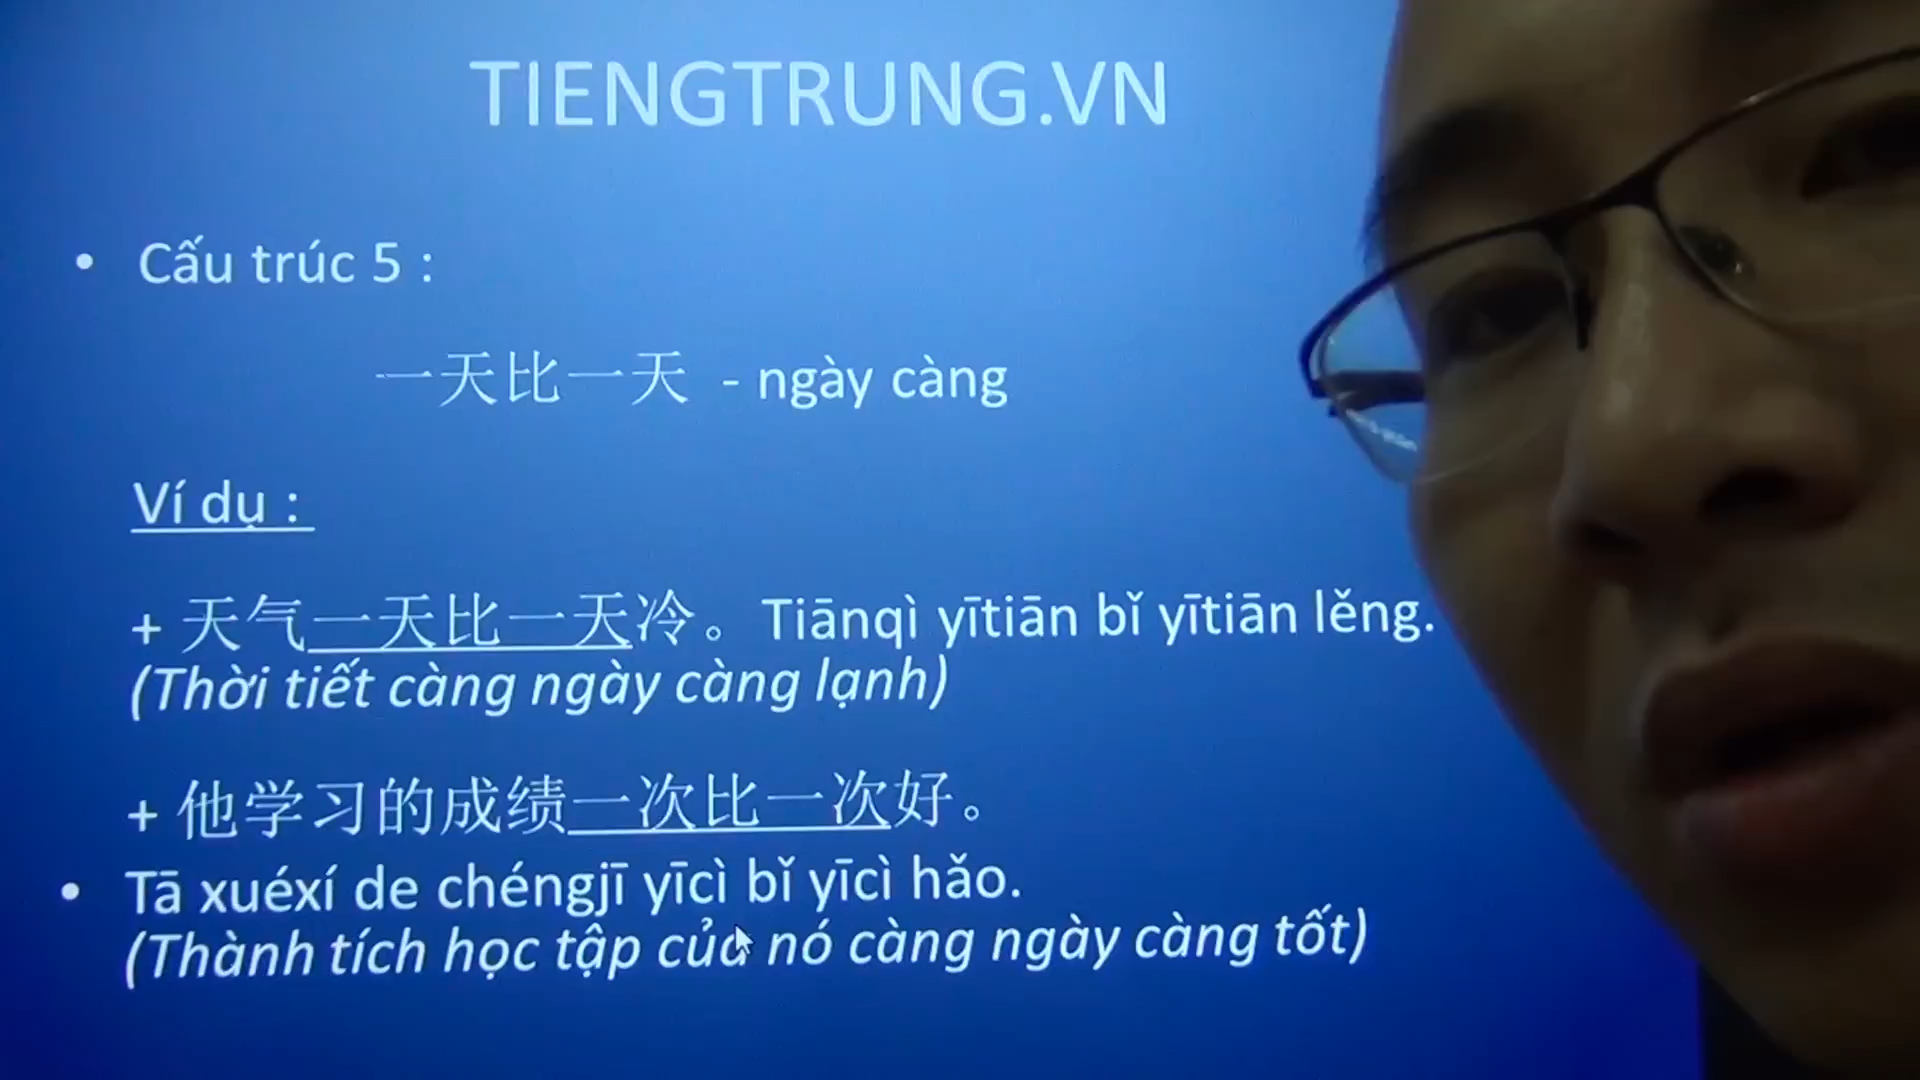 TIENGTRUNG.VN
• Cấu trúc 5 :
一天比一天 - ngày càng
Ví dụ :
+ 天气一天比一天冷。 Tiānqì yītiān bǐ yītiān lěng.
(Thời tiết càng ngày càng lạnh)
+ 他学习的成绩一次比一次好。
• Tā xuéxí de chéngjī yīcì bǐ yīcì hǎo.
(Thành tích học tập của nó càng ngày càng tốt)